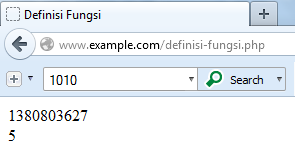 Definisi Fungsi
www.example.com/definisi-fungsi.php
1010 Search
1380803627
5